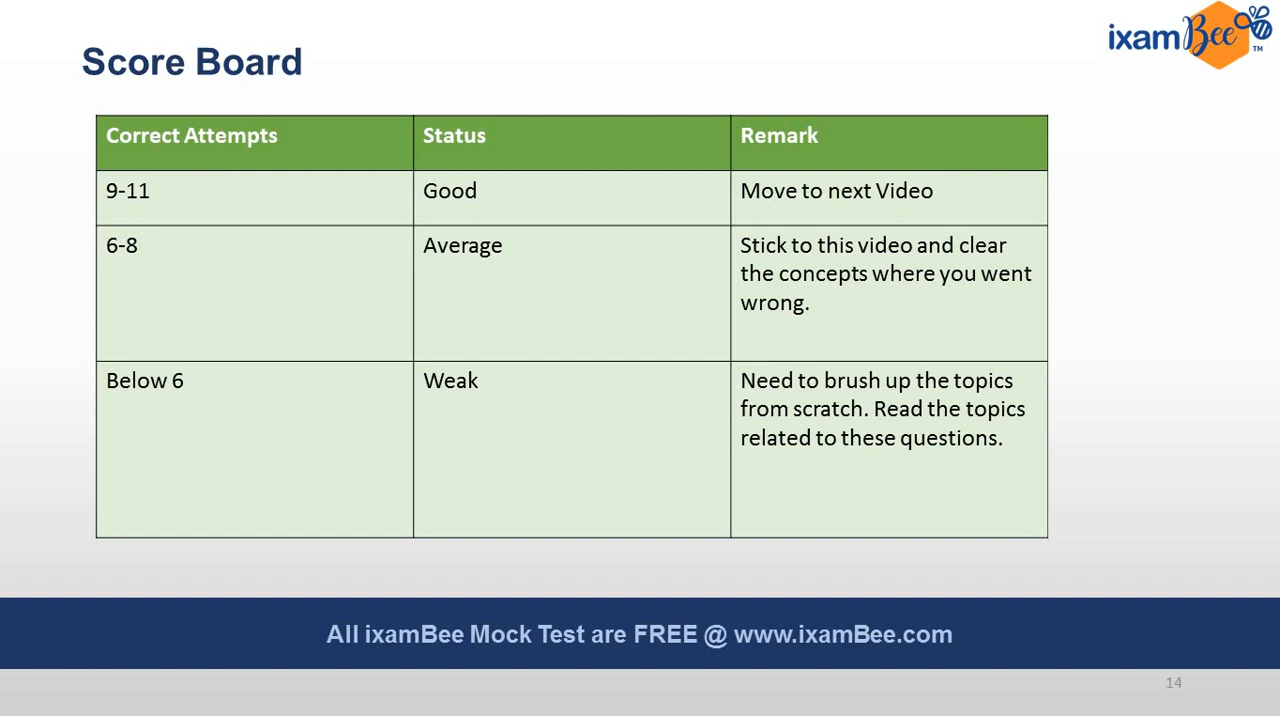 ixamBee TM
Score Board
Correct Attempts Status Remark
9-11 Good Move to next Video
6-8 Average Stick to this video and clear
the concepts where you went
wrong.
Below 6 Weak Need to brush up the topics
from scratch. Read the topics
related to these questions.
All ixamBee Mock Test are FREE @ www.ixamBee.com
14